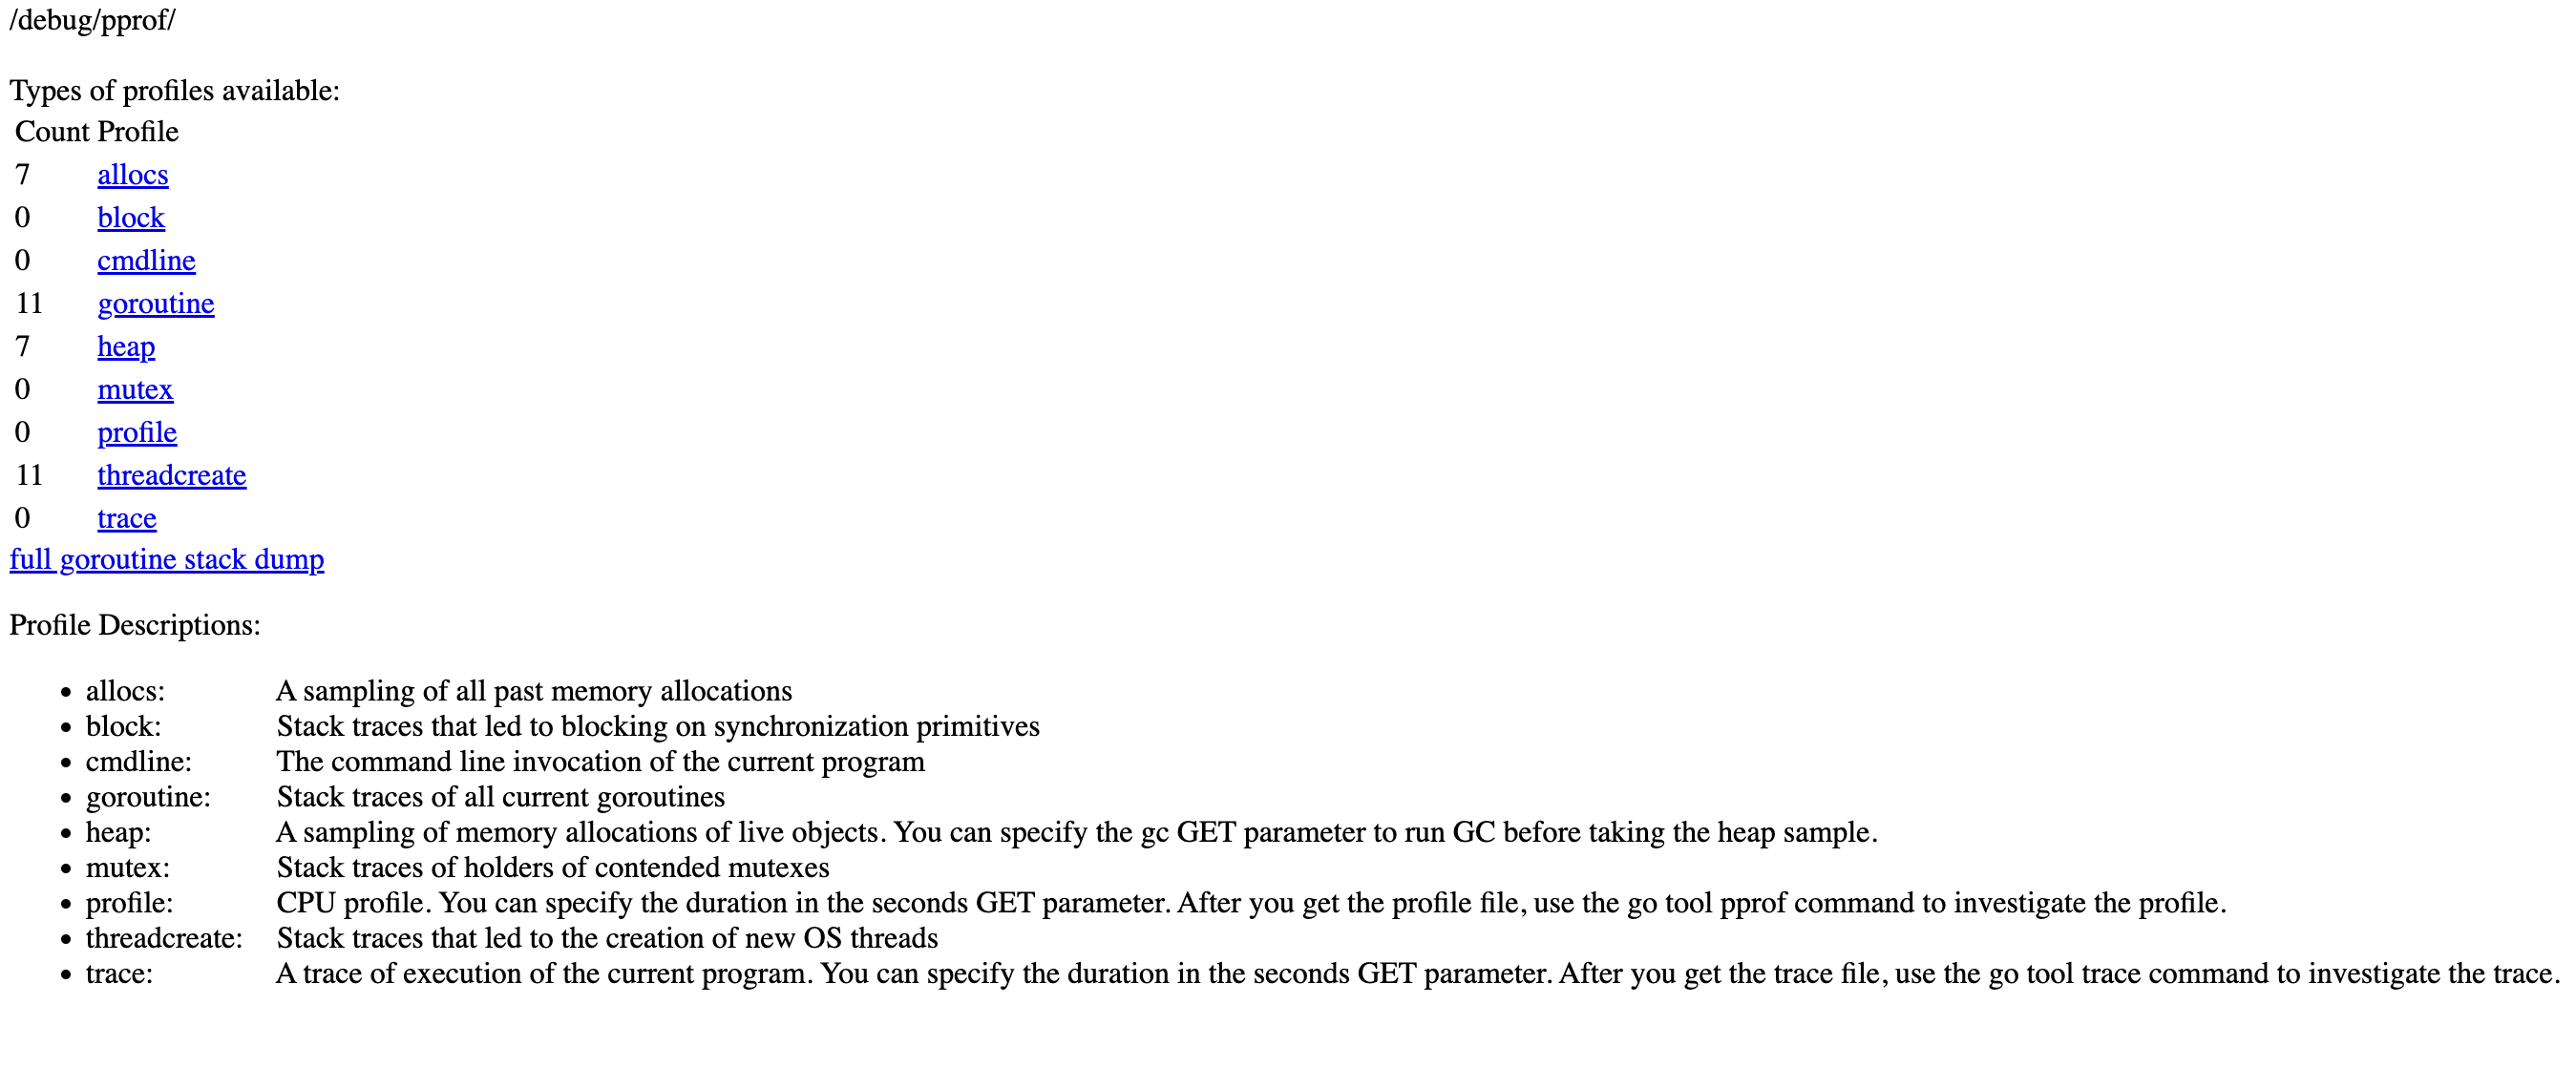 /debug/pprof/
Types of profiles available:
Count Profile
7 allocs
0 block
0 cmdline
11 goroutine
7 heap
0 mutex
0 profile
11 threadcreate
0 trace
full goroutine stack dump
Profile Descriptions:
• allocs: A sampling of all past memory allocations
• block: Stack traces that led to blocking on synchronization primitives
• cmdline: The command line invocation of the current program
• goroutine: Stack traces of all current goroutines
• heap: A sampling of memory allocations of live objects. You can specify the gc GET parameter to run GC before taking the heap sample.
• mutex: Stack traces of holders of contended mutexes
• profile: CPU profile. You can specify the duration in the seconds GET parameter. After you get the profile file, use the go tool pprof command to investigate the profile.
• threadcreate: Stack traces that led to the creation of new OS threads
• trace: A trace of execution of the current program. You can specify the duration in the seconds GET parameter. After you get the trace file, use the go tool trace command to investigate the trace.